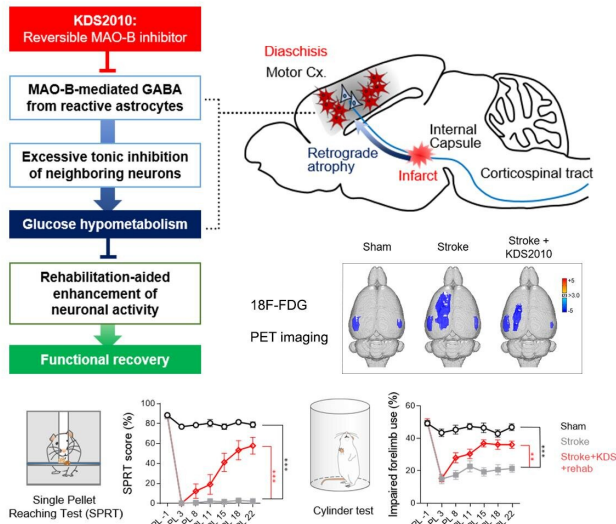 KDS2010:
Reversible MAO-B inhibitor
MAO-B-mediated GABA
from reactive astrocytes
Excessive tonic inhibition
of neighboring neurons
Glucose hypometabolism
Rehabilitation-aided
enhancement of
neuronal activity
Functional recovery
Diaschisis
Motor Cx.
Retrograde
atrophy
Infarct
Internal
Capsule
Corticospinal tract
Sham
Stroke
Stroke +
KDS2010
18F-FDG
PET imaging
+5
>3.0
-5
Single Pellet
Reaching Test (SPRT)
SPRT score (%)
100
80
60
40
20
0
***
***
Cylinder test
Impaired forelimb use (%)
60
50
40
30
20
10
0
**
***
Sham
Stroke
Stroke+KDS
+rehab